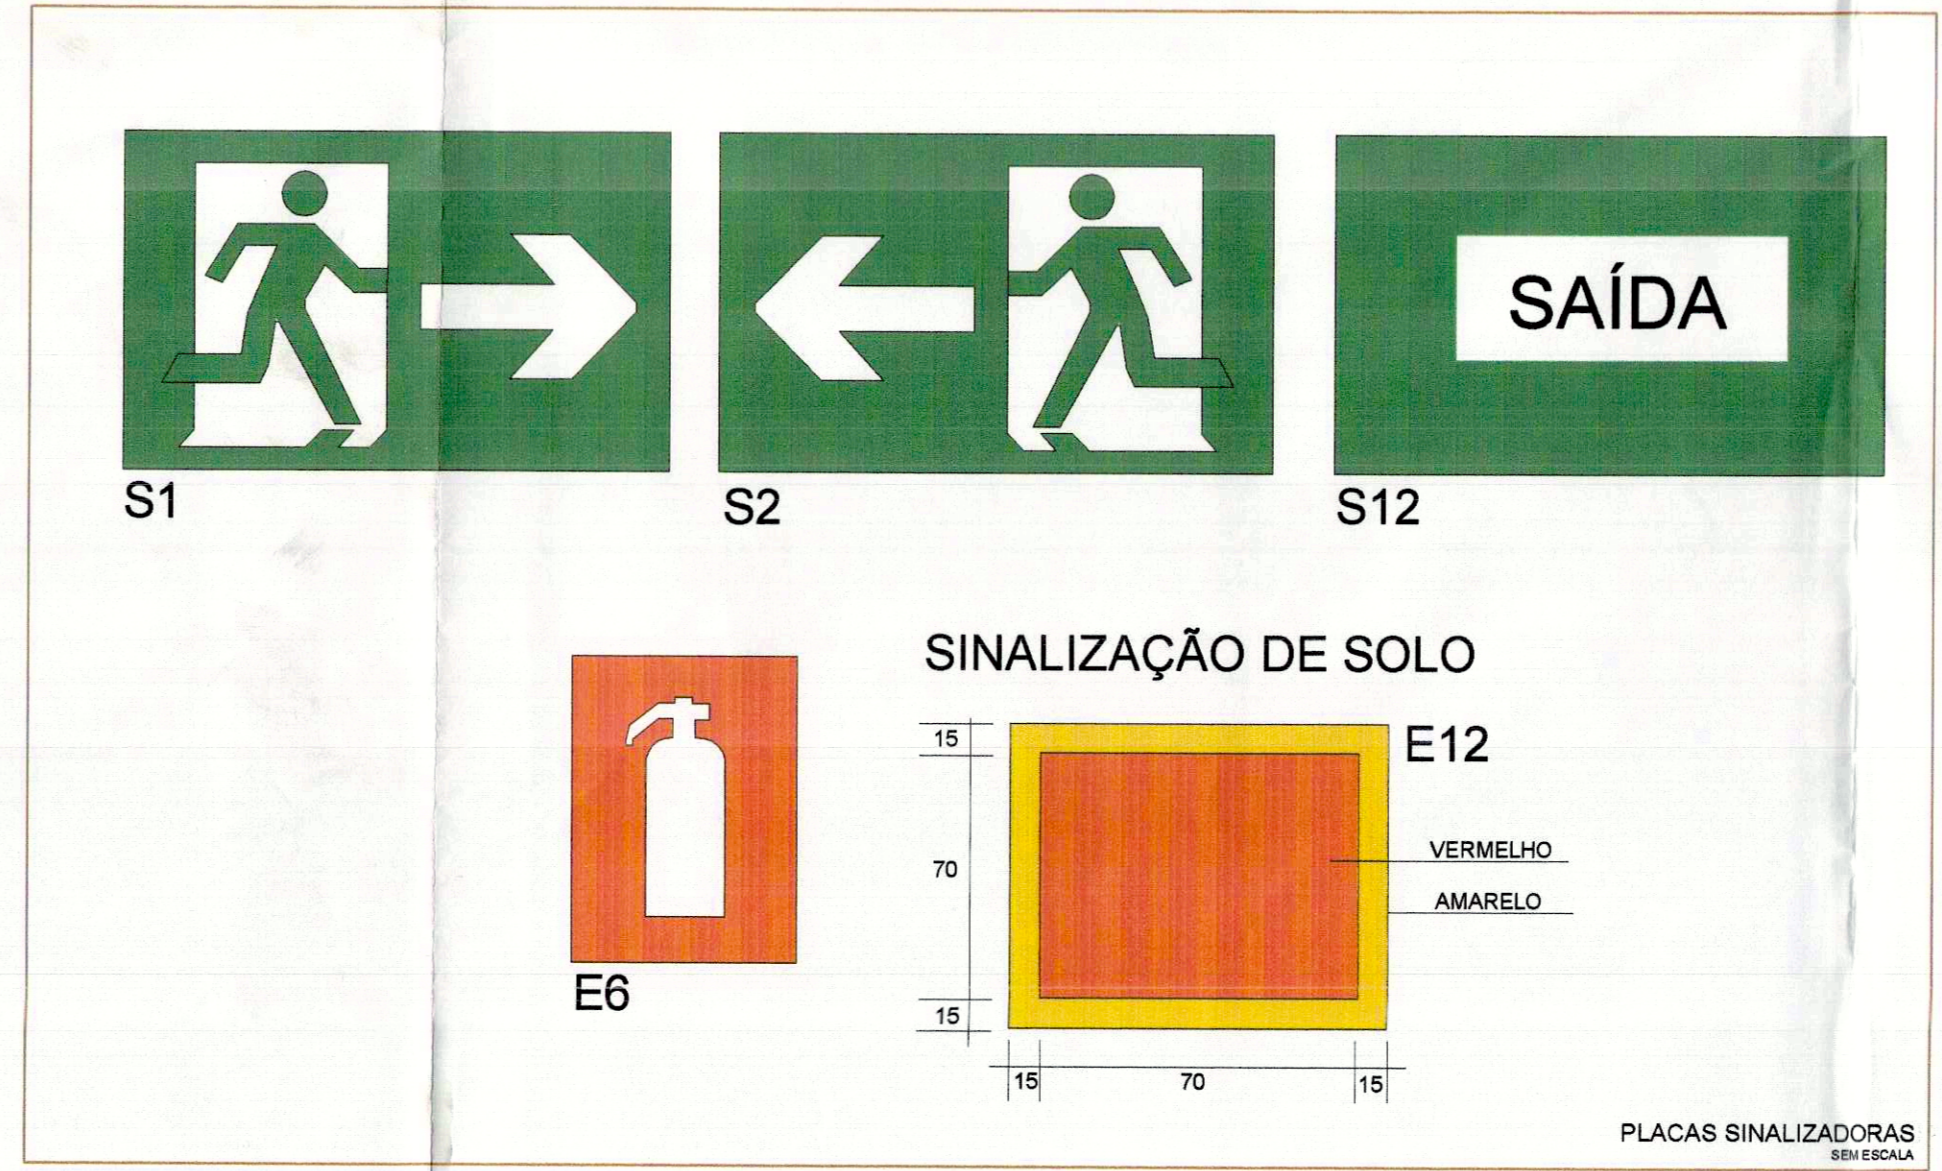 SAÍDA
S1
S2
S12
SINALIZAÇÃO DE SOLO
E12
15
70
15
VERMELHO
AMARELO
E6
15
70
15
PLACAS SINALIZADORAS
SEM ESCALA